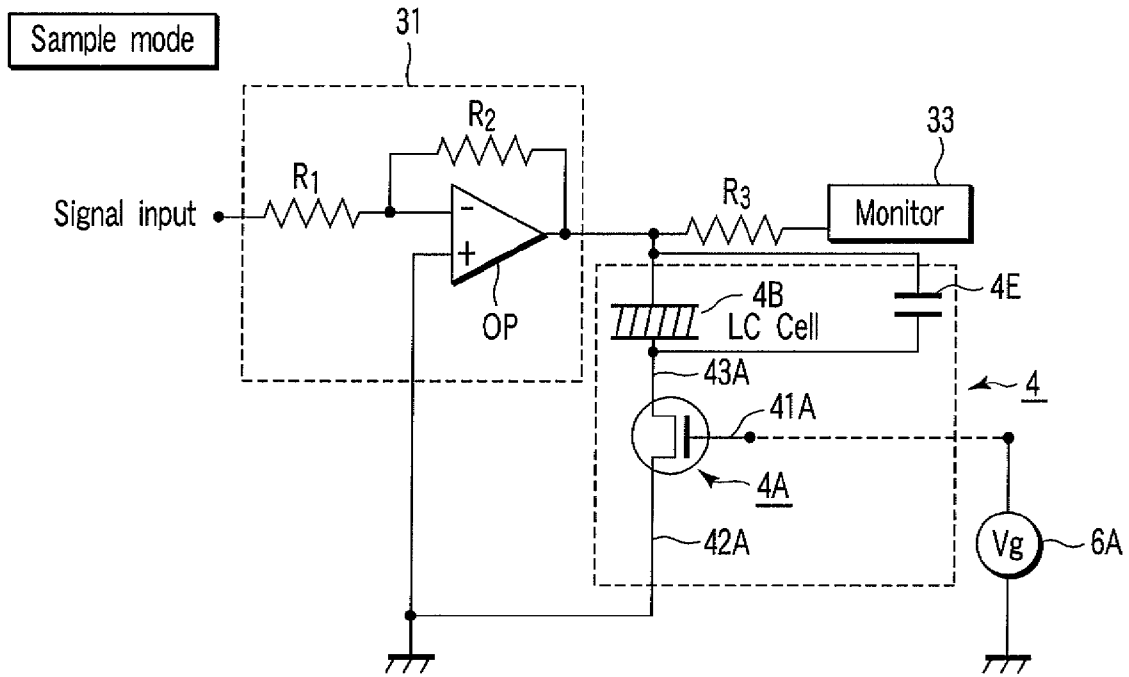 Sample mode
31
R2
R1
33
R3
Signal input
Monitor
-
+
OP
4B
LC Cell
4E
43A
41A
4
4A
42A
Vg
6A